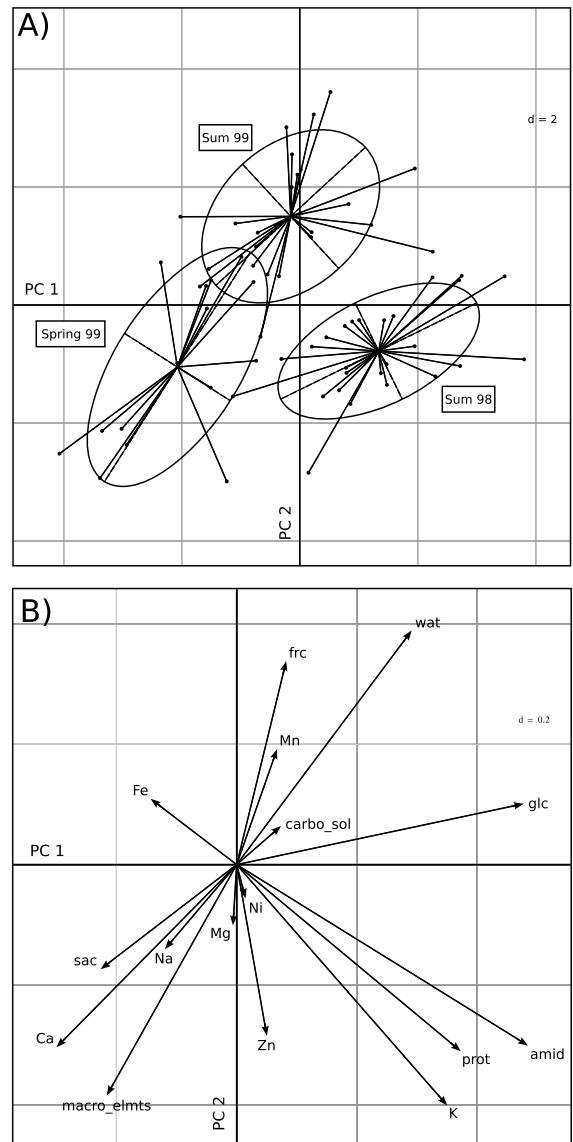 A)
Sum 99
d = 2
PC 1
Spring 99
Sum 98
PC 2
B)
wat
frc
d = 0.2
Mn
Fe
glc
carbo_sol
PC 1
Ni
Mg
Na
sac
Ca
Zn
prot
amid
macro_elmts
K
PC 2